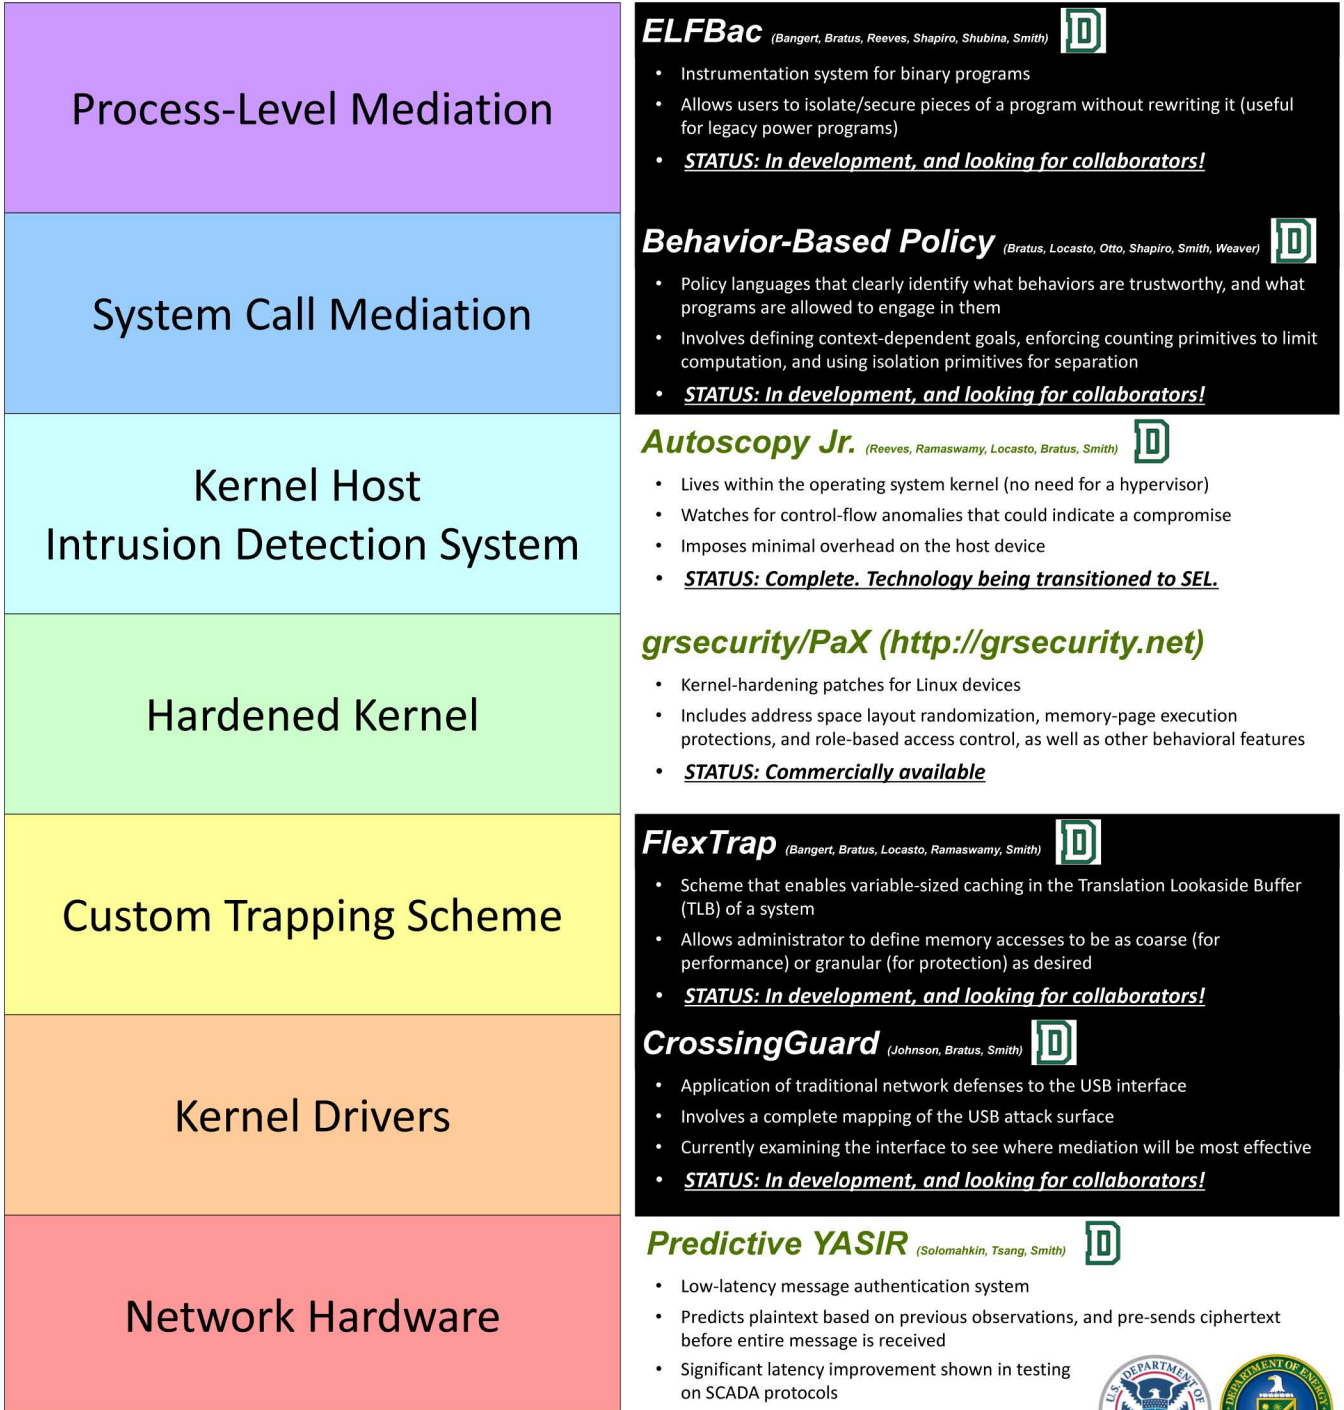 Process-Level Mediation
ELFBac (Bangert, Bratus, Reeves, Shapiro, Shubina, Smith) D
• Instrumentation system for binary programs
• Allows users to isolate/secure pieces of a program without rewriting it (useful
for legacy power programs)
• STATUS: In development, and looking for collaborators!
System Call Mediation
Behavior-Based Policy (Bratus, Locasto, Otto, Shapiro, Smith, Weaver) D
• Policy languages that clearly identify what behaviors are trustworthy, and what
programs are allowed to engage in them
• Involves defining context-dependent goals, enforcing counting primitives to limit
computation, and using isolation primitives for separation
• STATUS: In development, and looking for collaborators!
Kernel Host
Intrusion Detection System
Autoscopy Jr. (Reeves, Ramaswamy, Locasto, Bratus, Smith) D
• Lives within the operating system kernel (no need for a hypervisor)
• Watches for control-flow anomalies that could indicate a compromise
• Imposes minimal overhead on the host device
• STATUS: Complete. Technology being transitioned to SEL.
Hardened Kernel
grsecurity/PaX (http://grsecurity.net)
• Kernel-hardening patches for Linux devices
• Includes address space layout randomization, memory-page execution
protections, and role-based access control, as well as other behavioral features
• STATUS: Commercially available
Custom Trapping Scheme
FlexTrap (Bangert, Bratus, Locasto, Ramaswamy, Smith) D
• Scheme that enables variable-sized caching in the Translation Lookaside Buffer
(TLB) of a system
• Allows administrator to define memory accesses to be as coarse (for
performance) or granular (for protection) as desired
• STATUS: In development, and looking for collaborators!
Kernel Drivers
CrossingGuard (Johnson, Bratus, Smith) D
• Application of traditional network defenses to the USB interface
• Involves a complete mapping of the USB attack surface
• Currently examining the interface to see where mediation will be most effective
• STATUS: In development, and looking for collaborators!
Network Hardware
Predictive YASIR (Solomahkin, Tsang, Smith) D
• Low-latency message authentication system
• Predicts plaintext based on previous observations, and pre-sends ciphertext
before entire message is received
• Significant latency improvement shown in testing
on SCADA protocols
U.S. DEPARTMENT OF
DEPARTMENT OF ENERGY